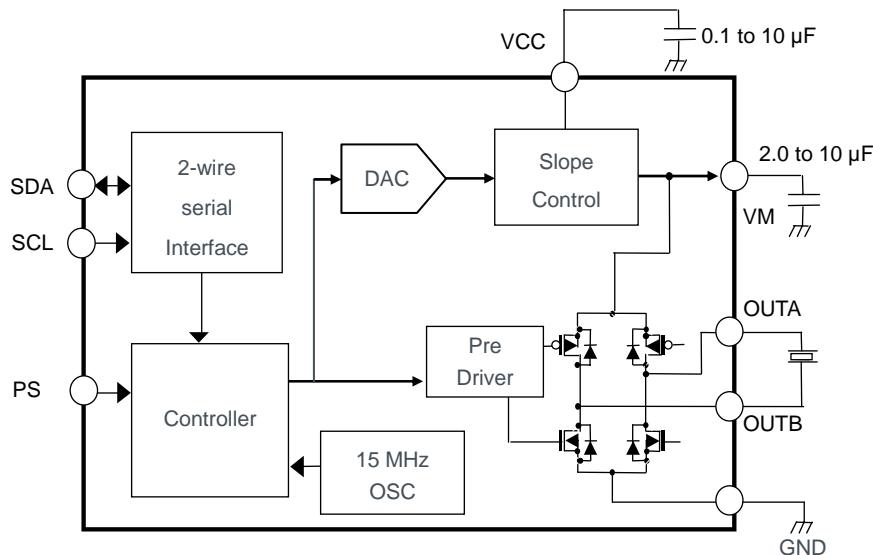 VCC
0.1 to 10 µF
2-wire
serial
Interface
DAC
Slope
Control
2.0 to 10 µF
VM
SDA
SCL
PS
Controller
Pre
Driver
15 MHz
OSC
OUTA
OUTB
GND